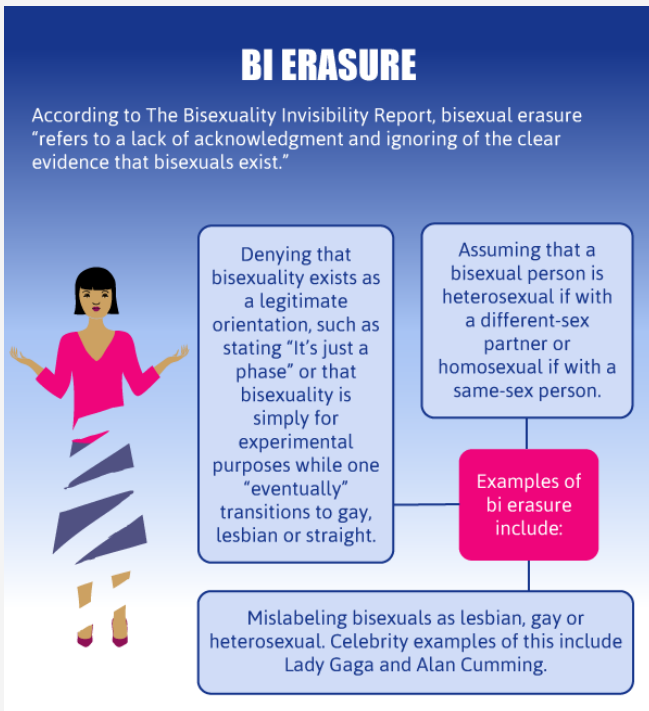 BI ERASURE
According to The Bisexuality Invisibility Report, bisexual erasure
“refers to a lack of acknowledgment and ignoring of the clear
evidence that bisexuals exist.”
Denying that
bisexuality exists as
a legitimate
orientation, such as
stating “It’s just a
phase” or that
bisexuality is
simply for
experimental
purposes while one
“eventually”
transitions to gay,
lesbian or straight.
Assuming that a
bisexual person is
heterosexual if with
a different-sex
partner or
homosexual if with a
same-sex person.
Examples of
bi erasure
include:
Mislabeling bisexuals as lesbian, gay or
heterosexual. Celebrity examples of this include
Lady Gaga and Alan Cumming.